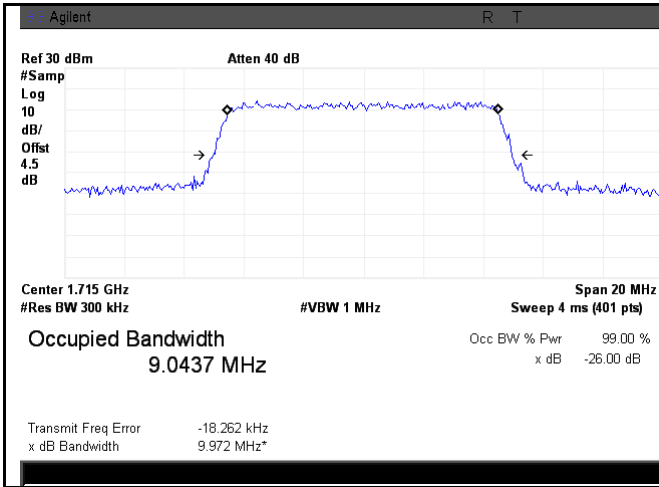 Agilent R T
Ref 30 dBm Atten 40 dB
#Samp
Log
10
dB/
Offst
4.5
dB
Center 1.715 GHz Span 20 MHz
#Res BW 300 kHz #VBW 1 MHz Sweep 4 ms (401 pts)
Occupied Bandwidth Occ BW % Pwr 99.00 %
9.0437 MHz x dB -26.00 dB
Transmit Freq Error -18.262 kHz
x dB Bandwidth 9.972 MHz*